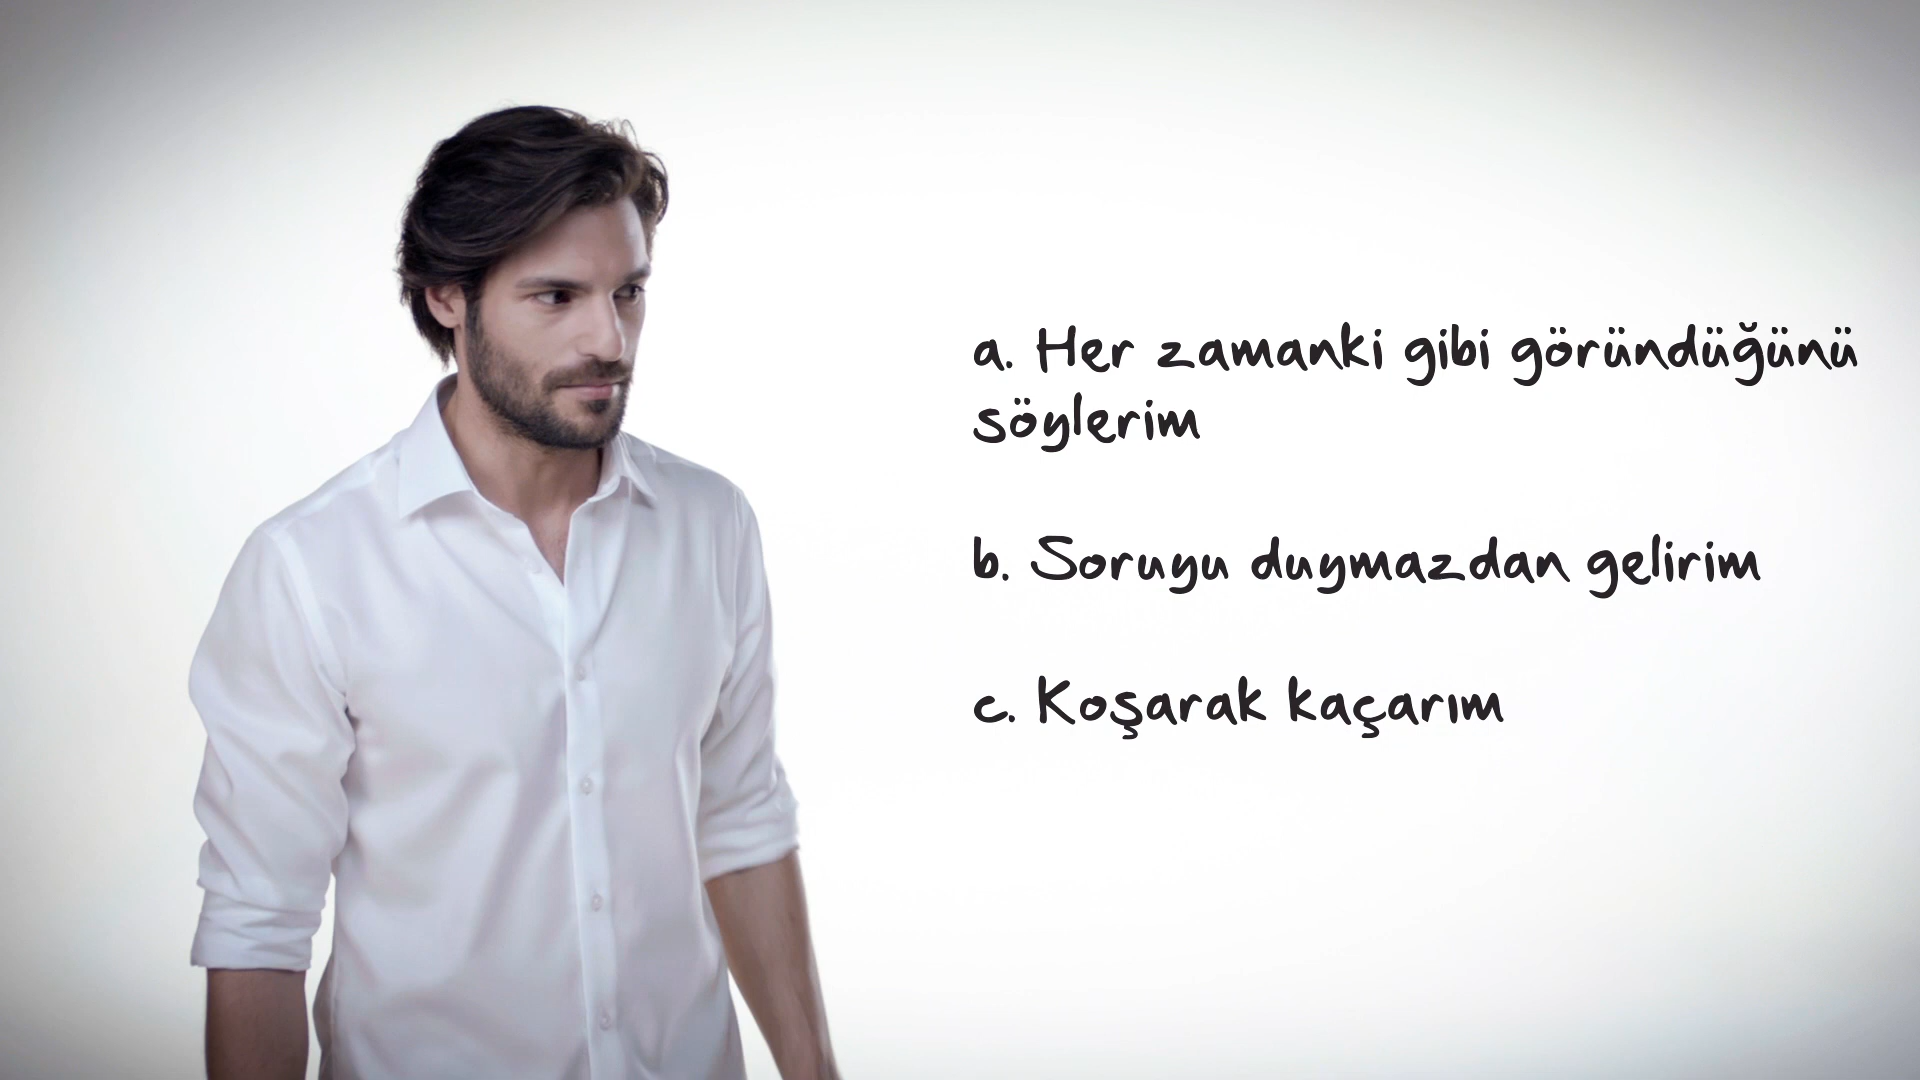 a. Her zamanki gibi göründüğünü
söylerim
b. Soruyu duymazdan gelirim
c. Koşarak kaçarım